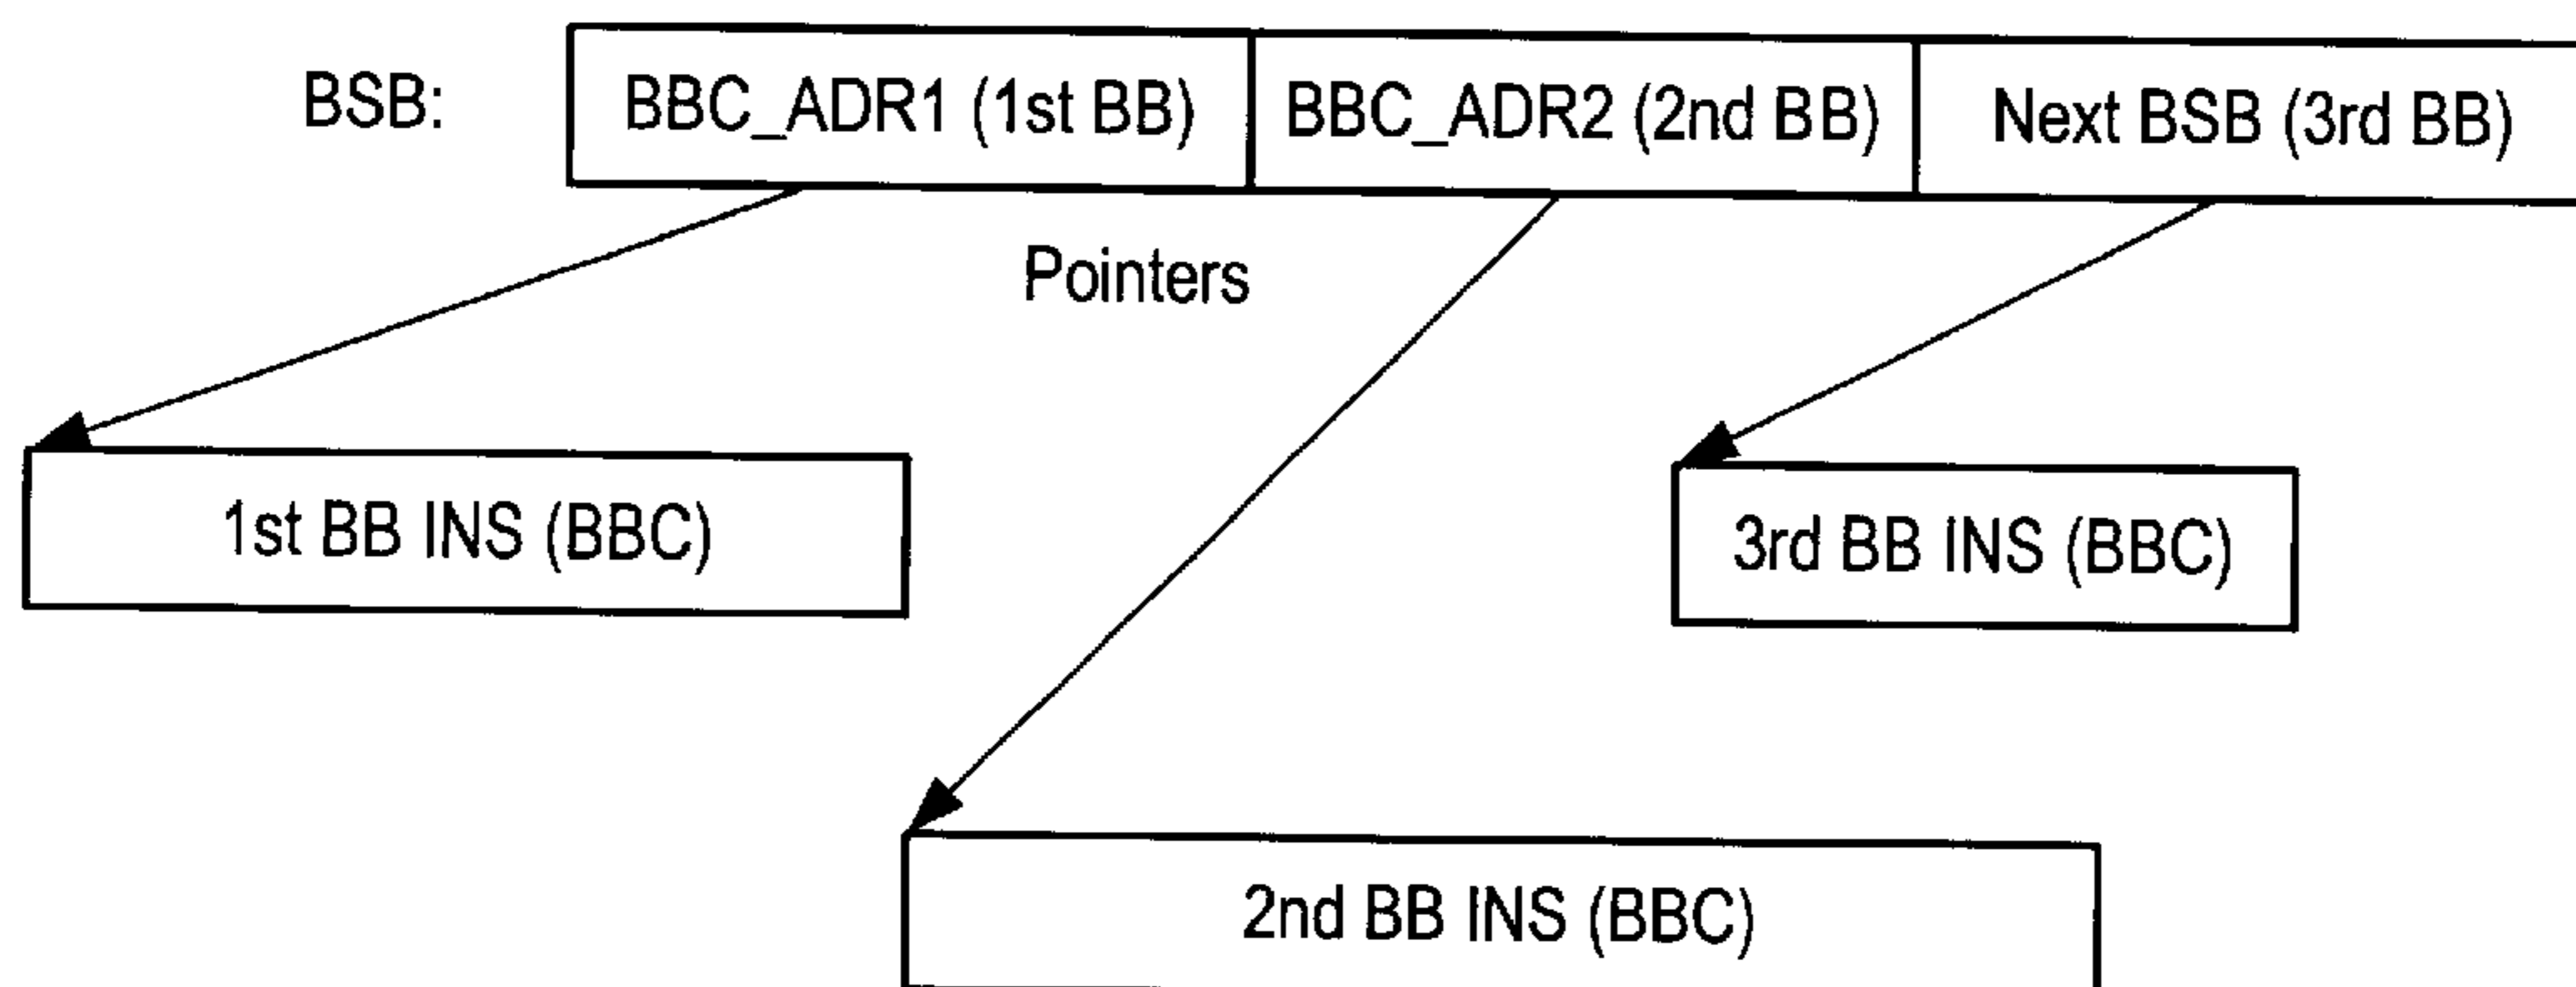 BSB: BBC_ADR1 (1st BB) BBC_ADR2 (2nd BB) Next BSB (3rd BB)
Pointers
1st BB INS (BBC) 3rd BB INS (BBC)
2nd BB INS (BBC)